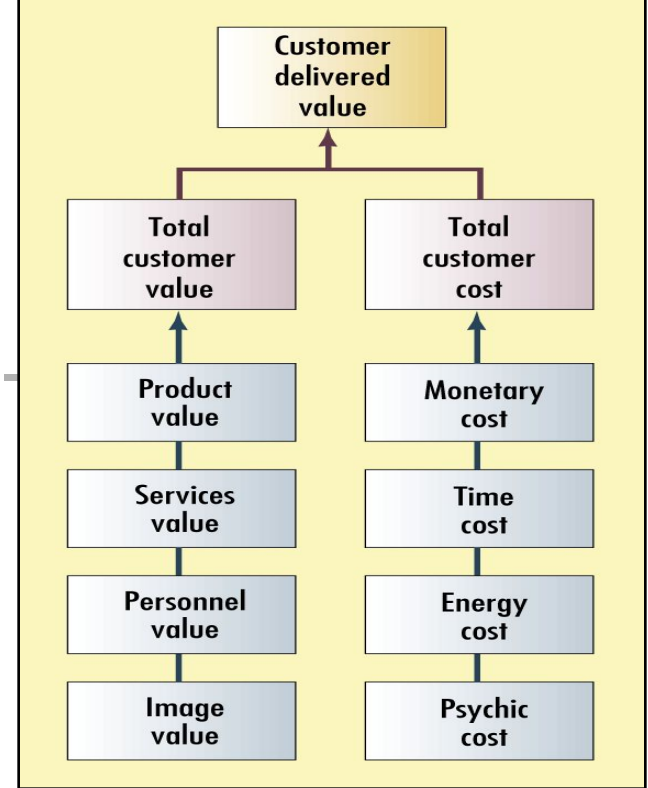 Customer
delivered
value
Total
customer
value
Total
customer
cost
Product
value
Monetary
cost
Services
value
Time
cost
Personnel
value
Energy
cost
Image
value
Psychic
cost